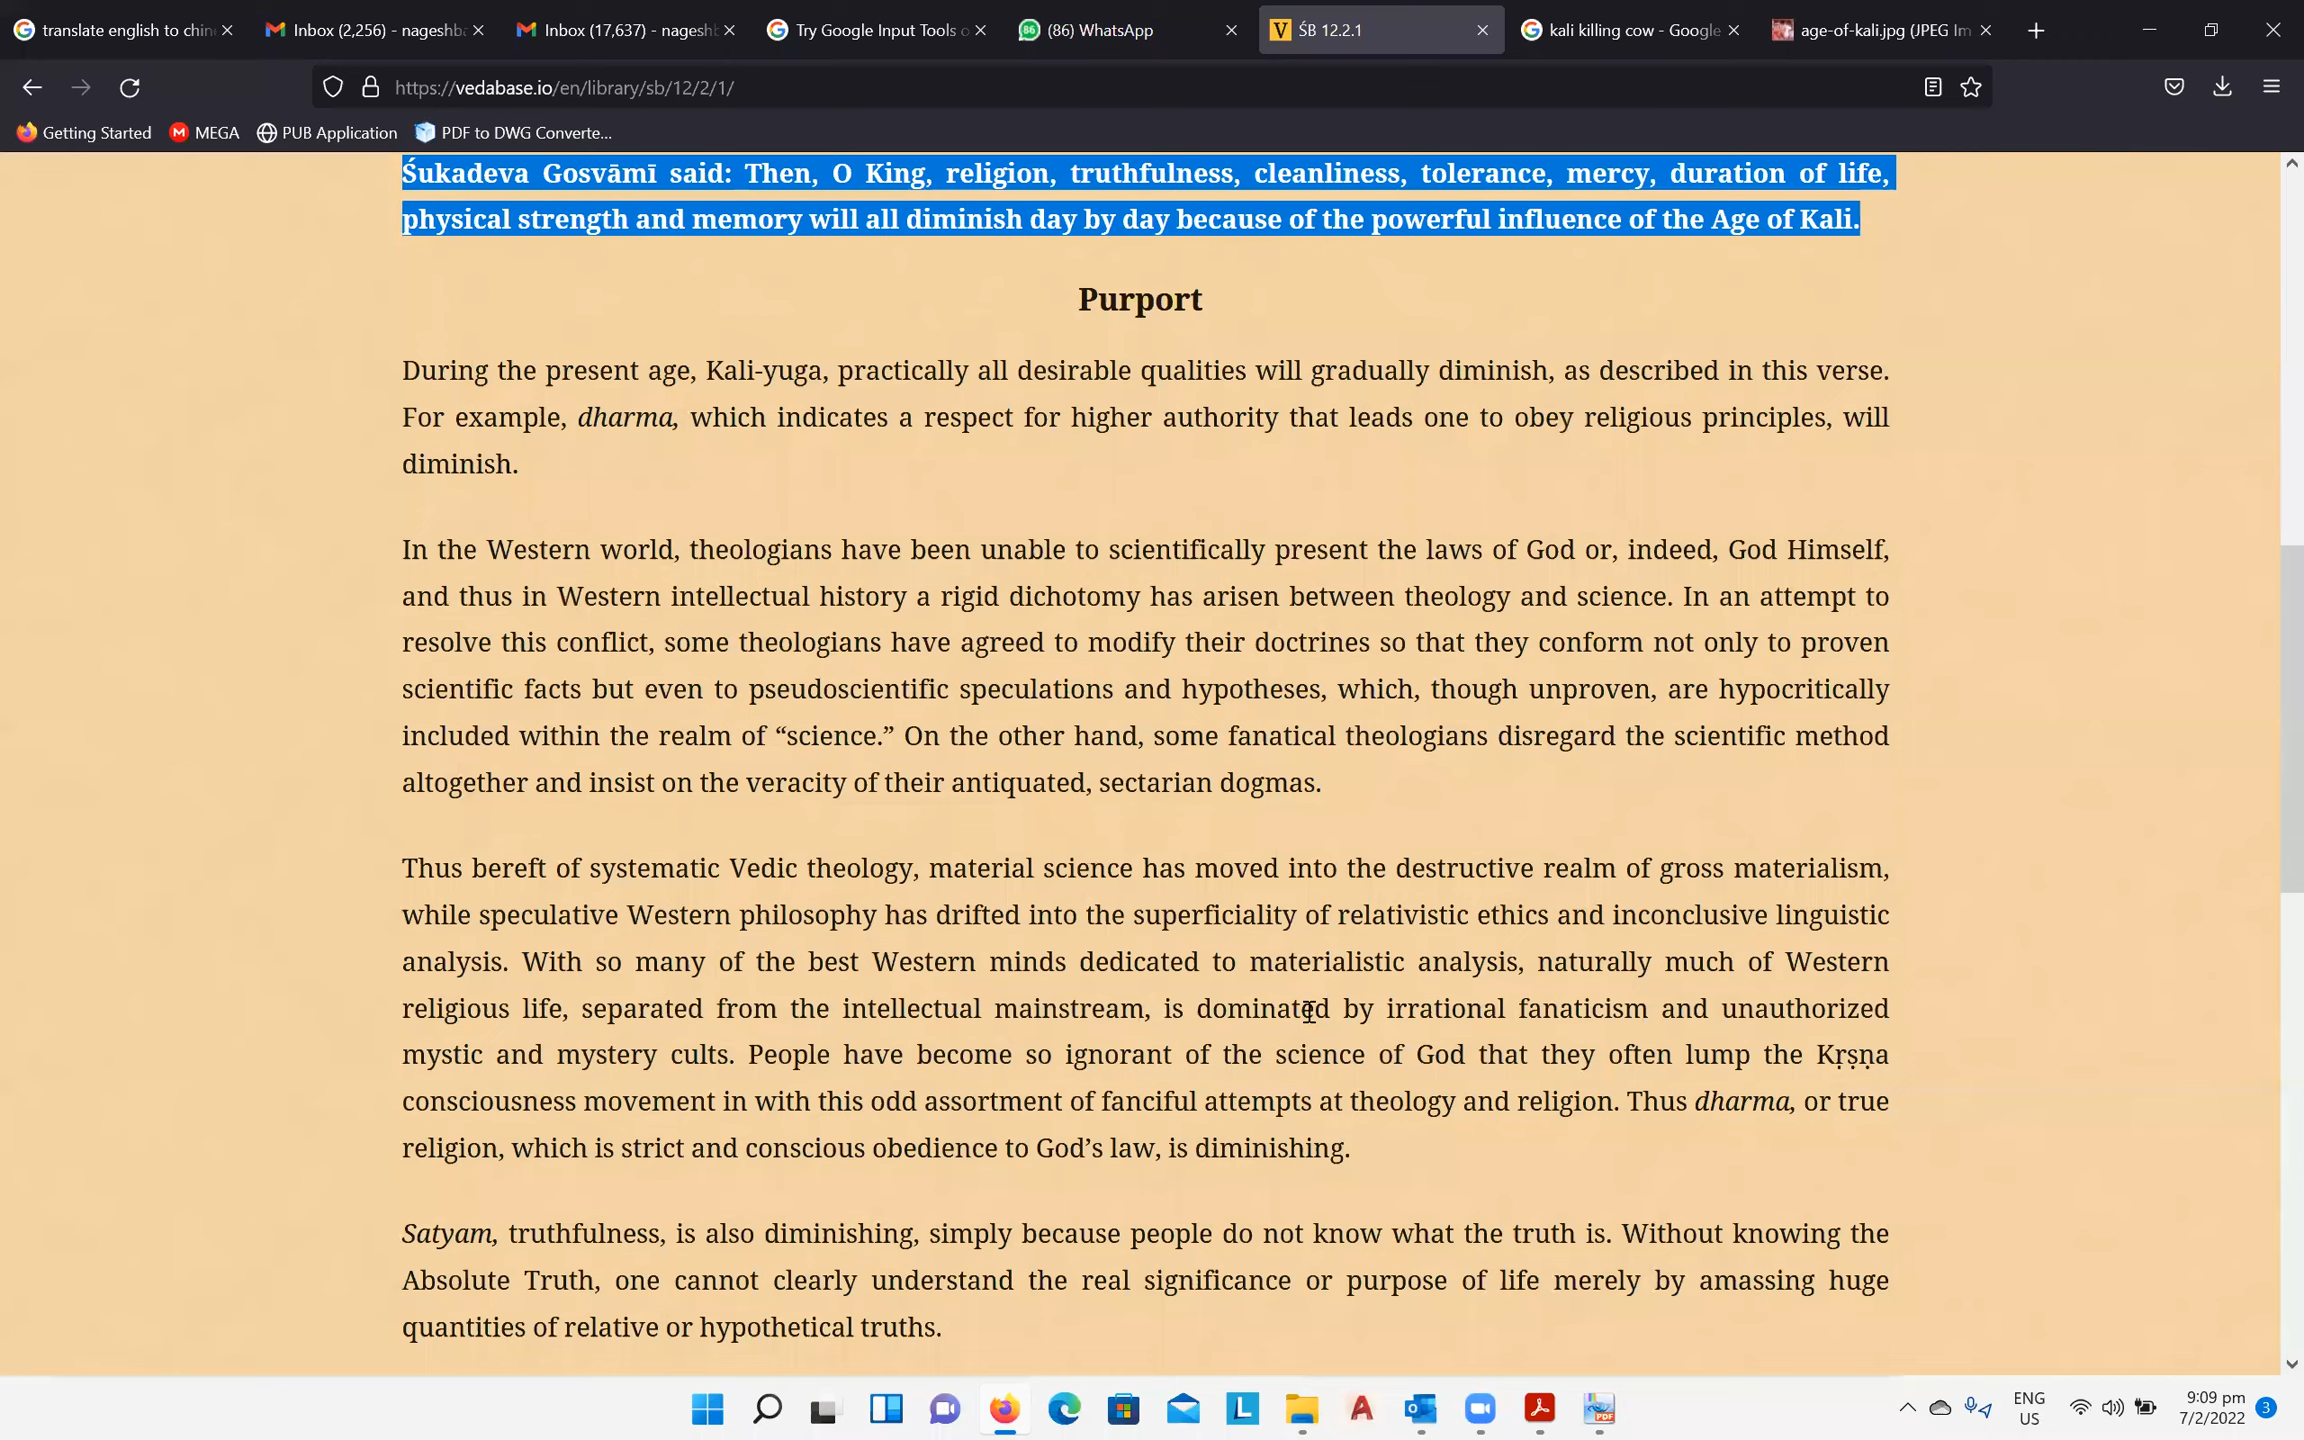 translate english to chin
Inbox (2,256) - nageshba
Inbox (17,637) - nageshb
Try Google Input Tools o
86
(86) WhatsApp
V
ŚB 12.2.1
kali killing cow - Google
age-of-kali.jpg (JPEG Im
https://vedabase.io/en/library/sb/12/2/1/
Getting Started
MEGA
PUB Application
PDF to DWG Converte...
Śukadeva Gosvāmī said: Then, O King, religion, truthfulness, cleanliness, tolerance, mercy, duration of life,
physical strength and memory will all diminish day by day because of the powerful influence of the Age of Kali.
Purport
During the present age, Kali-yuga, practically all desirable qualities will gradually diminish, as described in this verse.
For example, dharma, which indicates a respect for higher authority that leads one to obey religious principles, will
diminish.
In the Western world, theologians have been unable to scientifically present the laws of God or, indeed, God Himself,
and thus in Western intellectual history a rigid dichotomy has arisen between theology and science. In an attempt to
resolve this conflict, some theologians have agreed to modify their doctrines so that they conform not only to proven
scientific facts but even to pseudoscientific speculations and hypotheses, which, though unproven, are hypocritically
included within the realm of “science.” On the other hand, some fanatical theologians disregard the scientific method
altogether and insist on the veracity of their antiquated, sectarian dogmas.
Thus bereft of systematic Vedic theology, material science has moved into the destructive realm of gross materialism,
while speculative Western philosophy has drifted into the superficiality of relativistic ethics and inconclusive linguistic
analysis. With so many of the best Western minds dedicated to materialistic analysis, naturally much of Western
religious life, separated from the intellectual mainstream, is dominated by irrational fanaticism and unauthorized
mystic and mystery cults. People have become so ignorant of the science of God that they often lump the Kṛṣṇa
consciousness movement in with this odd assortment of fanciful attempts at theology and religion. Thus dharma, or true
religion, which is strict and conscious obedience to God’s law, is diminishing.
Satyam, truthfulness, is also diminishing, simply because people do not know what the truth is. Without knowing the
Absolute Truth, one cannot clearly understand the real significance or purpose of life merely by amassing huge
quantities of relative or hypothetical truths.
ENG
US
9:09 pm
7/2/2022
3